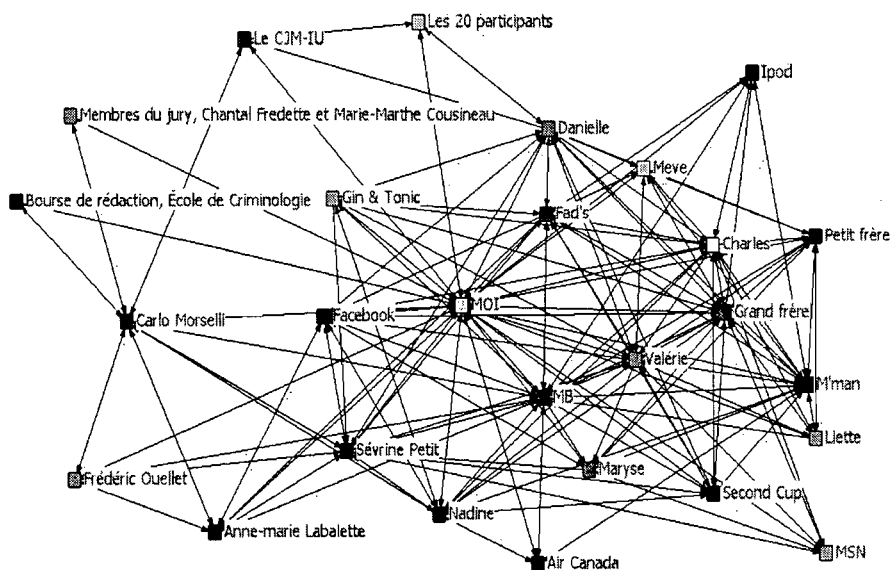 Les 20 participants
Le CJM-IU
Ipod
Membres du jury, Chantal Fredette et Marie-Marthe Cousineau
Danielle
Meve
Bourse de rédaction, École de Criminologie
Gin & Tonic
Fad's
Petit frère
Charles
MOI
Grand frère
Carlo Morselli
Facebook
Valérie
M'man
MB
Liette
Sévrine Petit
Maryse
Frédéric Ouellet
Second Cup
Nadine
Anne-marie Labalette
MSN
Air Canada